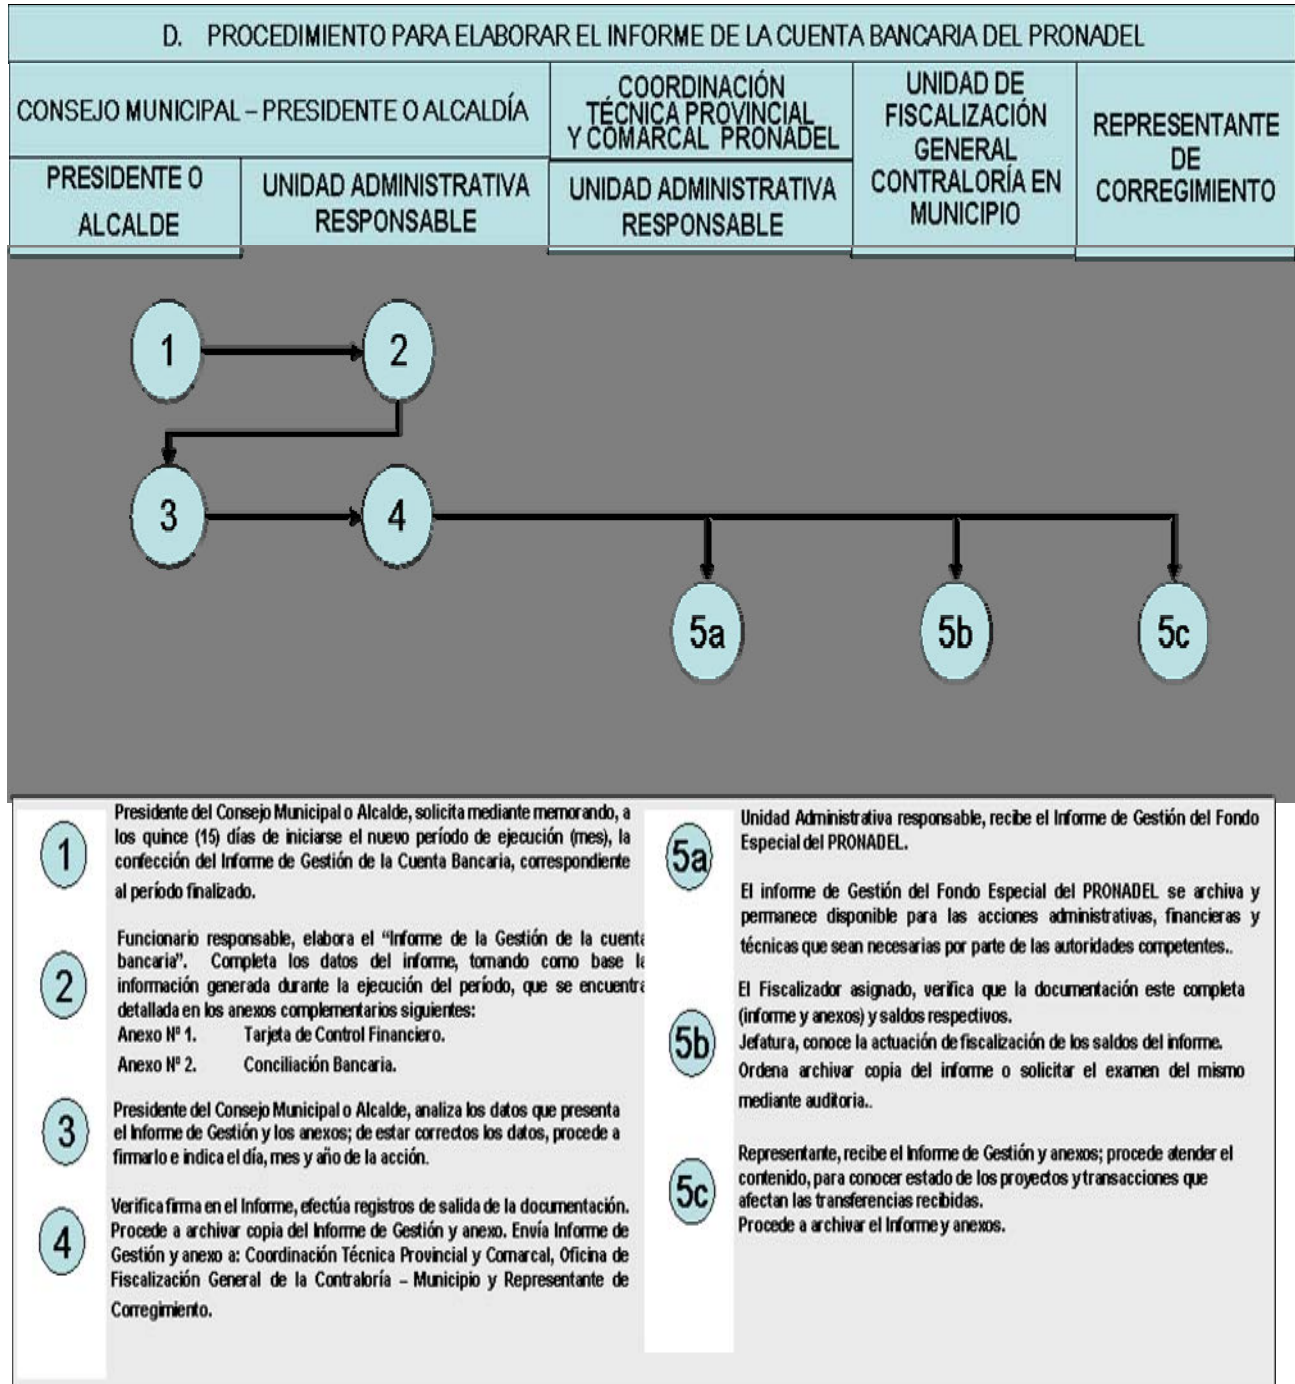 D. PROCEDIMIENTO PARA ELABORAR EL INFORME DE LA CUENTA BANCARIA DEL PRONADEL
CONSEJO MUNICIPAL – PRESIDENTE O ALCALDÍA
COORDINACIÓN
TÉCNICA PROVINCIAL
Y COMARCAL PRONADEL
UNIDAD DE
FISCALIZACIÓN
GENERAL
CONTRALORÍA EN
MUNICIPIO
REPRESENTANTE
DE
CORREGIMIENTO
PRESIDENTE O
ALCALDE
UNIDAD ADMINISTRATIVA
RESPONSABLE
UNIDAD ADMINISTRATIVA
RESPONSABLE
1
2
3
4
5a
5b
5c
1
Presidente del Consejo Municipal o Alcalde, solicita mediante memorando, a
los quince (15) días de iniciarse el nuevo período de ejecución (mes), la
confección del Informe de Gestión de la Cuenta Bancaria, correspondiente
al período finalizado.
2
Funcionario responsable, elabora el “Informe de la Gestión de la cuenta
bancaria”. Completa los datos del informe, tomando como base la
información generada durante la ejecución del período, que se encuentra
detallada en los anexos complementarios siguientes:
Anexo Nº 1. Tarjeta de Control Financiero.
Anexo Nº 2. Conciliación Bancaria.
3
Presidente del Consejo Municipal o Alcalde, analiza los datos que presenta
el Informe de Gestión y los anexos; de estar correctos los datos, procede a
firmarlo e indica el día, mes y año de la acción.
4
Verifica firma en el Informe, efectúa registros de salida de la documentación.
Procede a archivar copia del Informe de Gestión y anexo. Envía Informe de
Gestión y anexo a: Coordinación Técnica Provincial y Comarcal, Oficina de
Fiscalización General de la Contraloría – Municipio y Representante de
Corregimiento.
5a
Unidad Administrativa responsable, recibe el Informe de Gestión del Fondo
Especial del PRONADEL.
El informe de Gestión del Fondo Especial del PRONADEL se archiva y
permanece disponible para las acciones administrativas, financieras y
técnicas que sean necesarias por parte de las autoridades competentes..
5b
El Fiscalizador asignado, verifica que la documentación este completa
(informe y anexos) y saldos respectivos.
Jefatura, conoce la actuación de fiscalización de los saldos del informe.
Ordena archivar copia del informe o solicitar el examen del mismo
mediante auditoria..
5c
Representante, recibe el Informe de Gestión y anexos; procede atender el
contenido, para conocer estado de los proyectos y transacciones que
afectan las transferencias recibidas.
Procede a archivar el Informe y anexos.